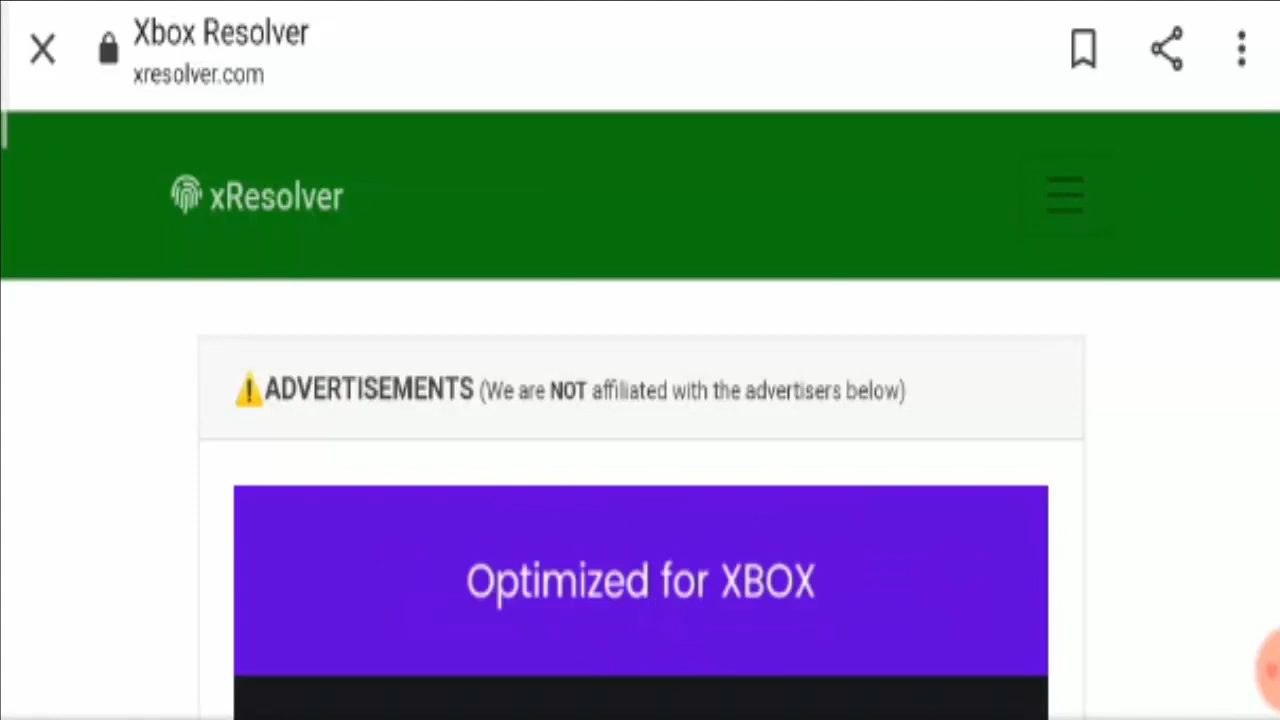 Xbox Resolver
xresolver.com
xResolver
⚠️ADVERTISEMENTS (We are NOT affiliated with the advertisers below)
Optimized for XBOX